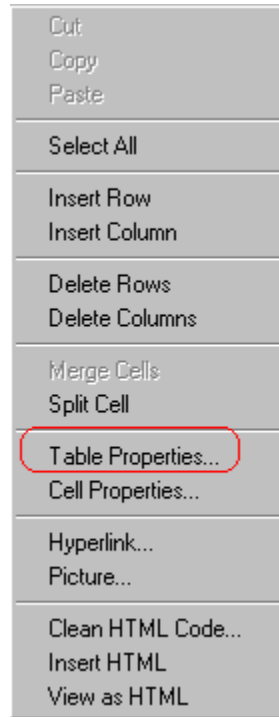 Cut
Copy
Paste
Select All
Insert Row
Insert Column
Delete Rows
Delete Columns
Merge Cells
Split Cell
Table Properties...
Cell Properties...
Hyperlink...
Picture...
Clean HTML Code...
Insert HTML
View as HTML